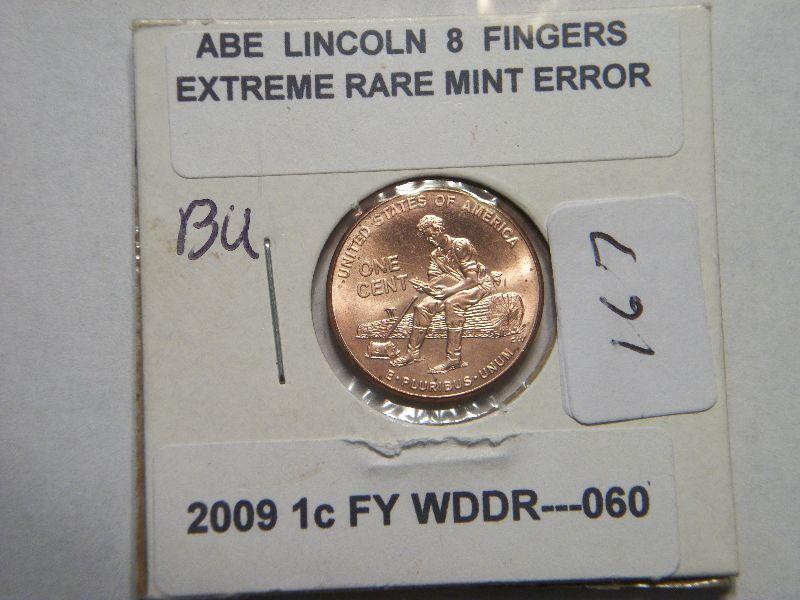 ABE LINCOLN 8 FINGERS
EXTREME RARE MINT ERROR
BU
UNITED STATES OF AMERICA
ONE
CENT
E·PLURIBUS·UNUM
167
2009 1c FY WDDR---060